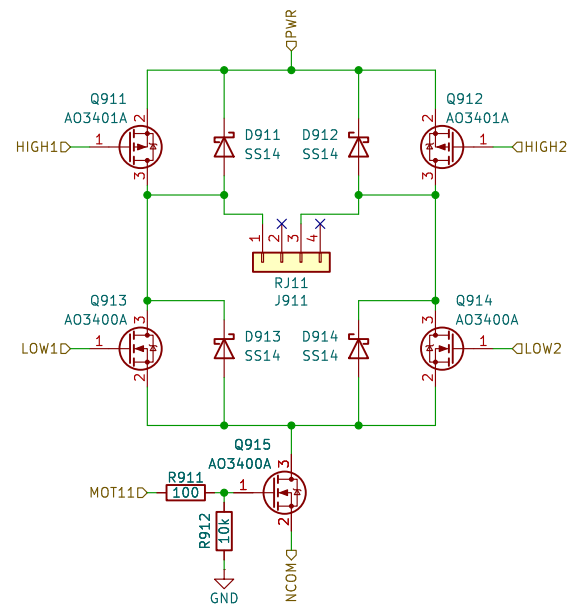 PWR
Q911
AO3401A
2
1
3
HIGH1
D911
SS14
D912
SS14
Q912
AO3401A
2
1
3
HIGH2
1
2
3
4
RJ11
J911
Q913
AO3400A
3
1
2
LOW1
D913
SS14
D914
SS14
Q914
AO3400A
3
1
2
LOW2
Q915
AO3400A
3
1
2
MOT11
R911
100
R912
10k
GND
NCOM